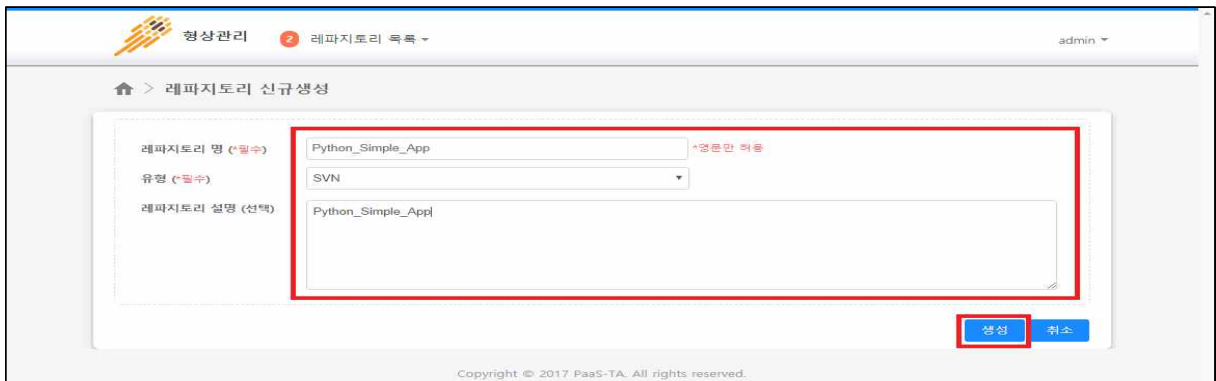 형상관리 2 레파지토리 목록 admin
> 레파지토리 신규생성
레파지토리 명 (*필수) Python_Simple_App *영문만 허용
유형 (*필수) SVN
레파지토리 설명 (선택) Python_Simple_App
생성 취소
Copyright © 2017 PaaS-TA. All rights reserved.